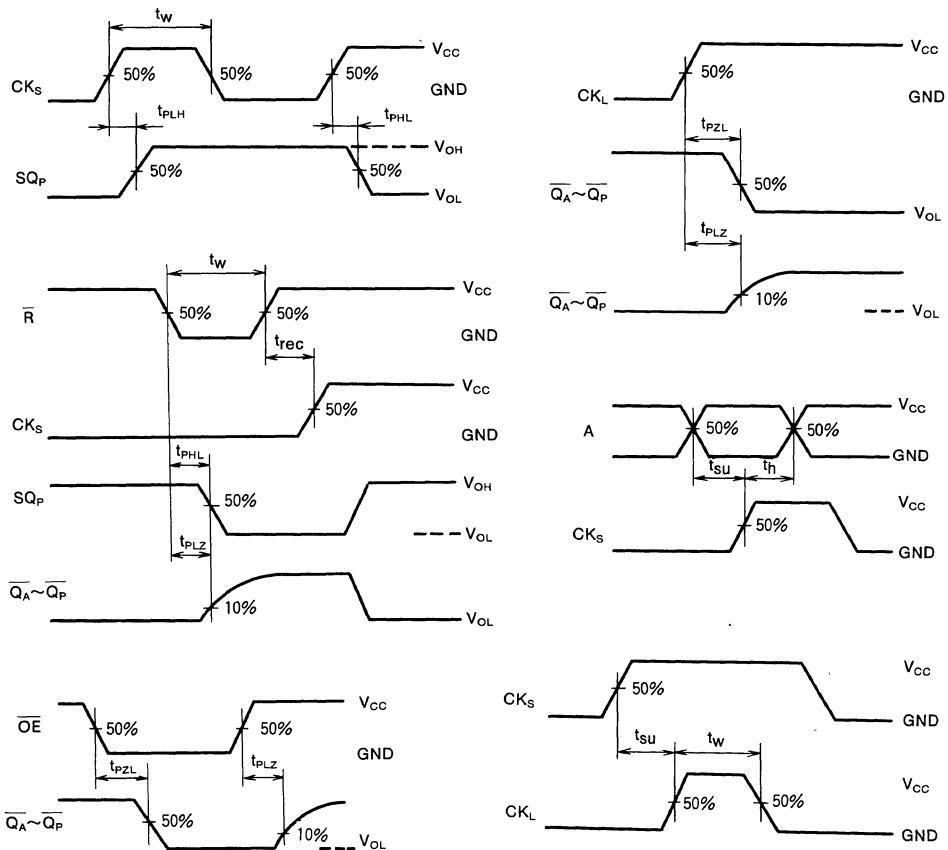 tw
VCC
CKS
50%
50%
50%
GND
tPLH
tPHL
VOH
SQP
50%
50%
VOL
VCC
CKL
50%
GND
tPZL
QA~QP
50%
VOL
tPLZ
QA~QP
10%
VOL
tw
VCC
R
50%
50%
GND
trec
VCC
CKS
50%
GND
tPHL
SQP
50%
VOH
VOL
tPLZ
QA~QP
10%
VOL
VCC
A
50%
50%
GND
tsu
th
VCC
CKS
50%
GND
VCC
OE
50%
50%
GND
tPZL
tPLZ
QA~QP
50%
10%
VOL
VCC
CKS
50%
GND
tsu
tw
VCC
CKL
50%
50%
GND